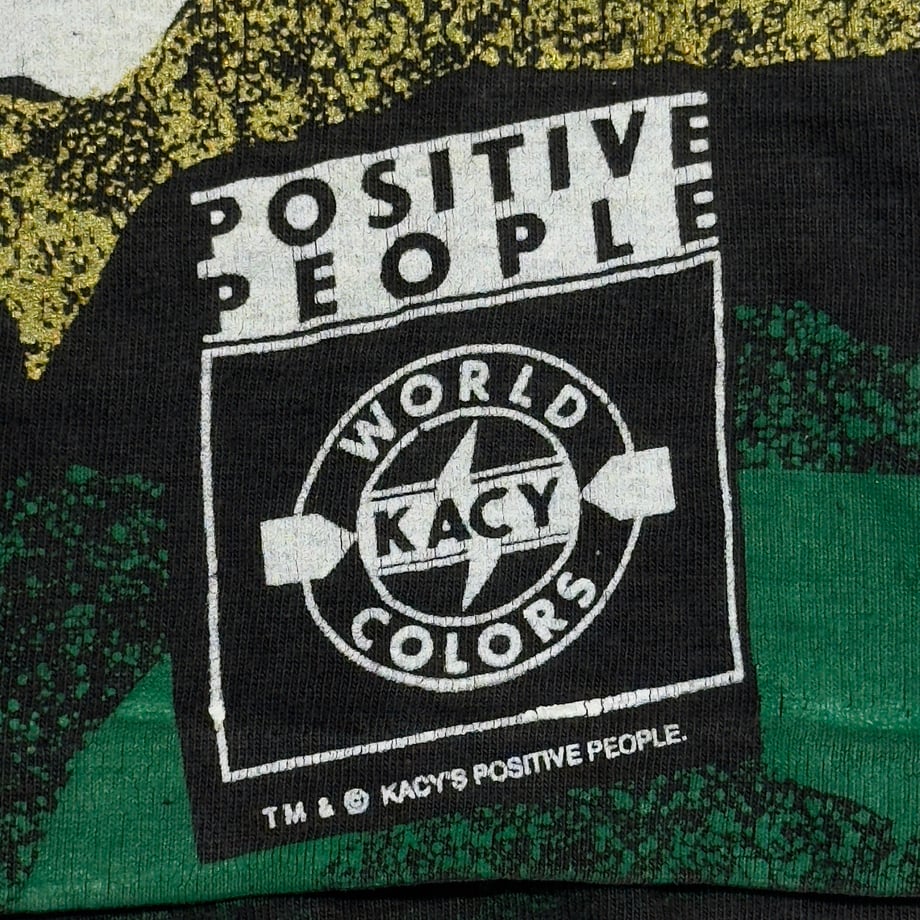 POSITIVE
PEOPLE
WORLD
KACY
COLORS
TM & © KACY'S POSITIVE PEOPLE.